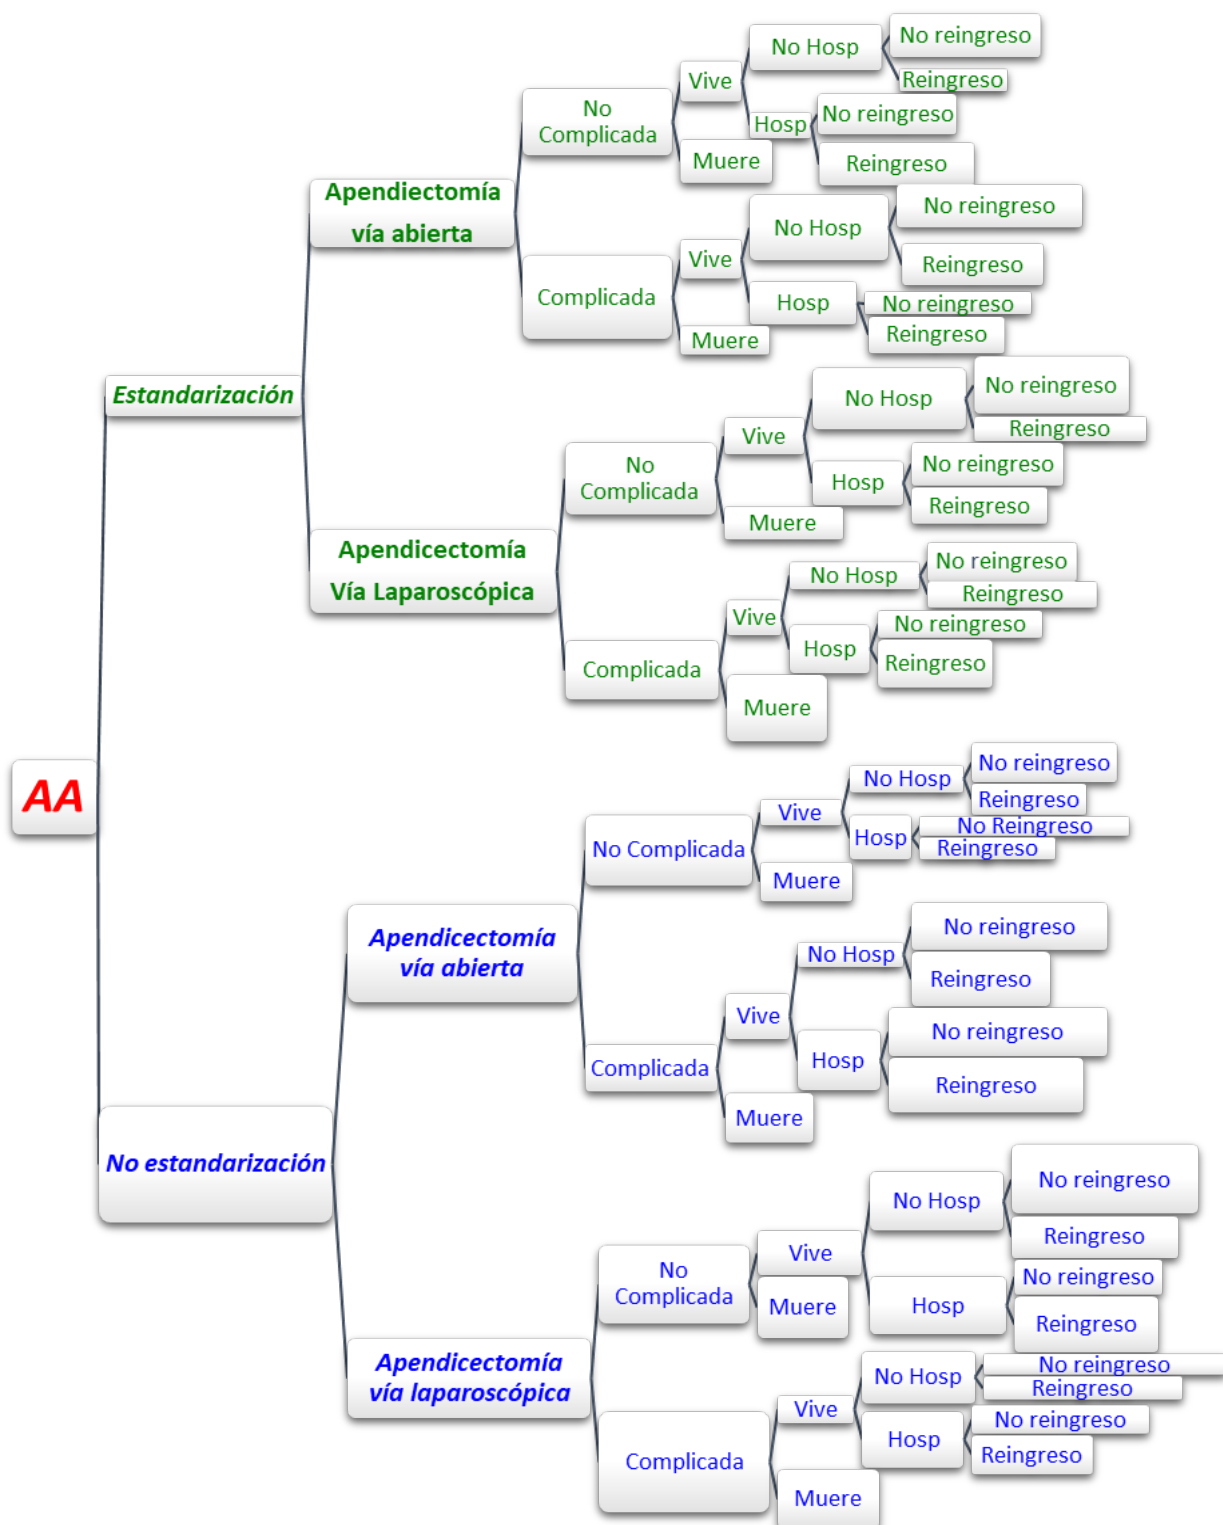 No reingreso
No Hosp
Reingreso
Vive
No
Complicada
No reingreso
Hosp
Muere
Reingreso
Apendiectomía
vía abierta
No reingreso
No Hosp
Vive
Reingreso
Complicada
Hosp
No reingreso
Reingreso
Muere
Estandarización
No reingreso
No Hosp
Reingreso
Vive
No
Complicada
No reingreso
Hosp
Reingreso
Muere
Apendicectomía
Vía Laparoscópica
No reingreso
No Hosp
Reingreso
Vive
No reingreso
Hosp
Reingreso
Complicada
Muere
AA
No reingreso
No Hosp
Reingreso
Vive
No Reingreso
Hosp
Reingreso
No Complicada
Muere
Apendicectomía
vía abierta
No reingreso
No Hosp
Reingreso
Vive
No reingreso
Hosp
Reingreso
Complicada
Muere
No estandarización
No reingreso
No Hosp
Reingreso
Vive
No
Complicada
No reingreso
Hosp
Reingreso
Muere
Apendicectomía
vía laparoscópica
No reingreso
No Hosp
Reingreso
Vive
No reingreso
Hosp
Reingreso
Complicada
Muere